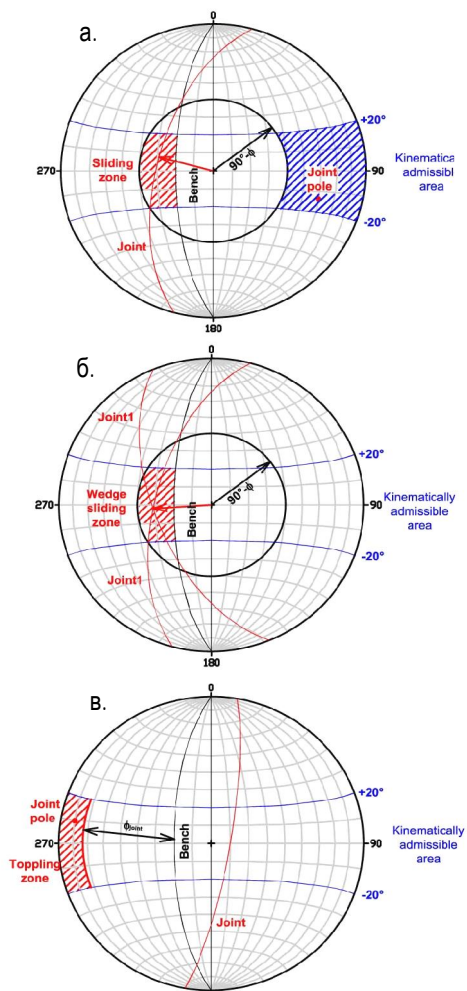 а.
0
+20°
90°-ϕ
Sliding
zone
Kinematica
admissibl
area
270
Bench
Joint
pole
90
-20°
Joint
180
б.
0
Joint1
+20°
90°-ϕ
Wedge
sliding
zone
270
Bench
90
Kinematically
admissible
area
-20°
Joint1
180
в.
0
+20°
Joint
pole
ϕjoint
Bench
Kinematically
admissible
area
270
90
Toppling
zone
-20°
Joint